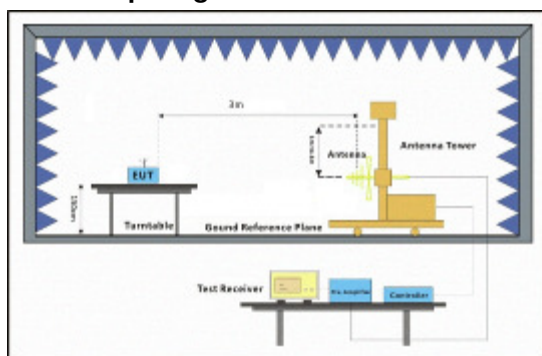 3m
Antenna
Antenna Tower
EUT
Turntable
Gound Reference Plane
Test Receiver
Controller